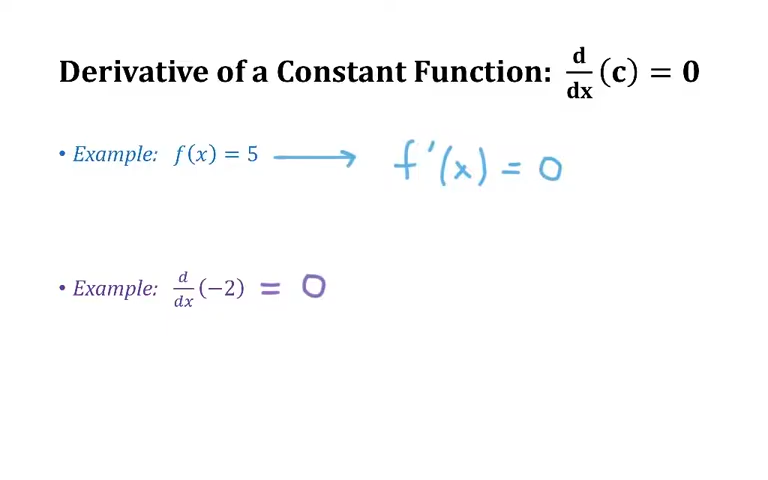 Derivative of a Constant Function: d/dx (c) = 0
• Example: f(x) = 5 ⟶ f'(x) = 0
• Example: d/dx (−2) = 0